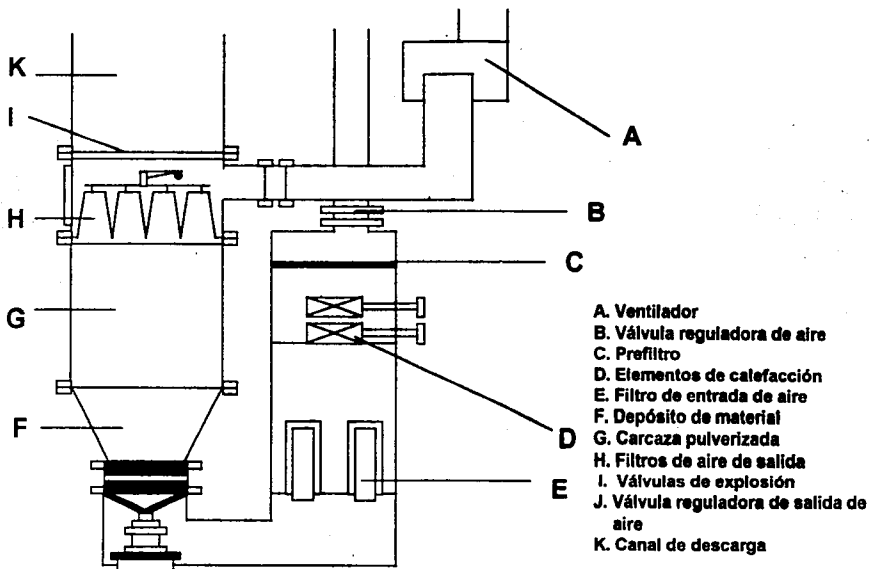 K
I
A
H
B
C
G
F
D
E
A. Ventilador
B. Válvula reguladora de aire
C. Prefiltro
D. Elementos de calefacción
E. Filtro de entrada de aire
F. Depósito de material
G. Carcaza pulverizada
H. Filtros de aire de salida
I. Válvulas de explosión
J. Válvula reguladora de salida de
aire
K. Canal de descarga